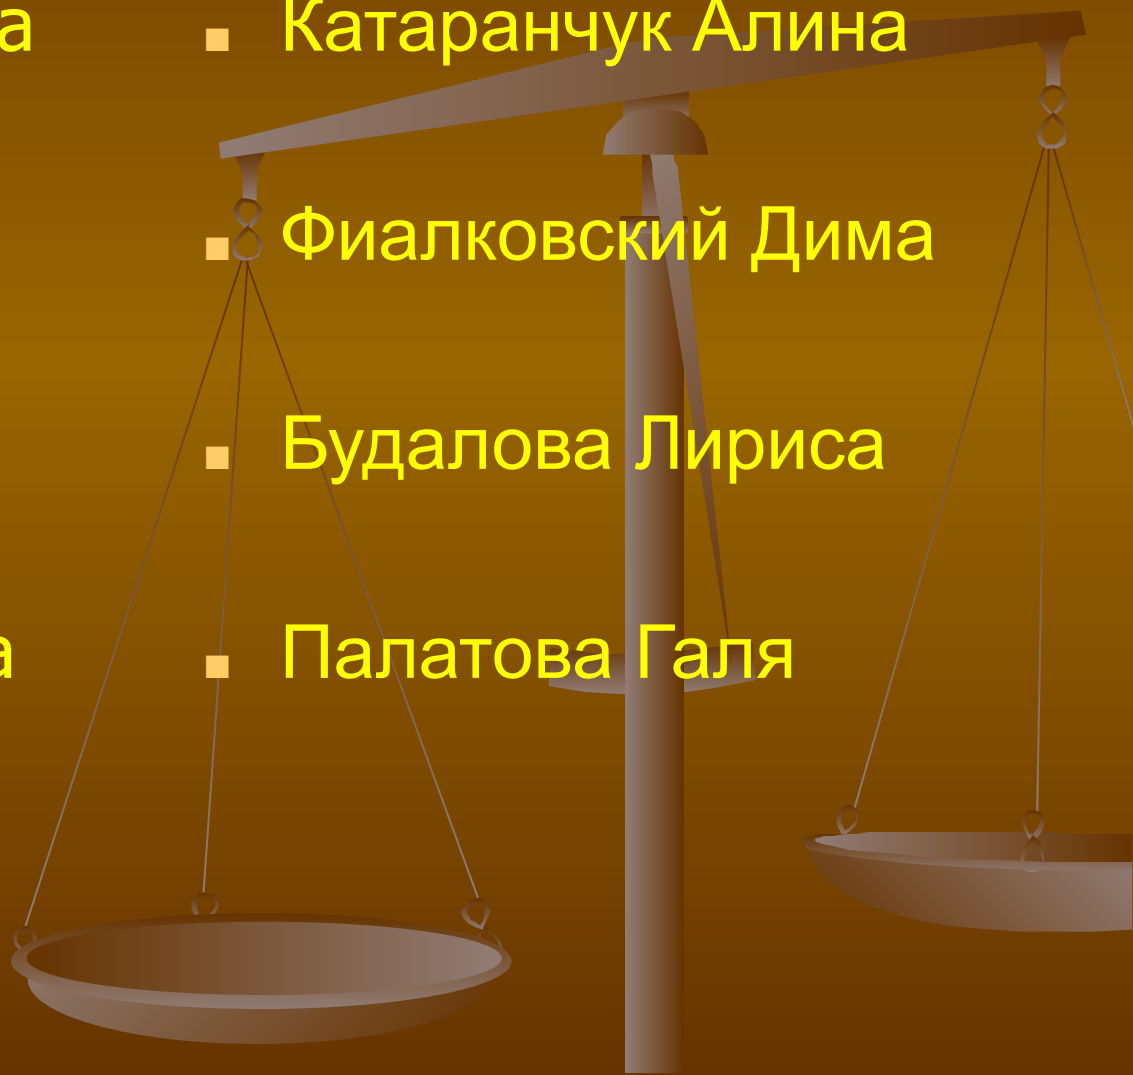 а ▪ Катаранчук Алина
▪ Фиалковский Дима
▪ Будалова Лириса
а ▪ Палатова Галя